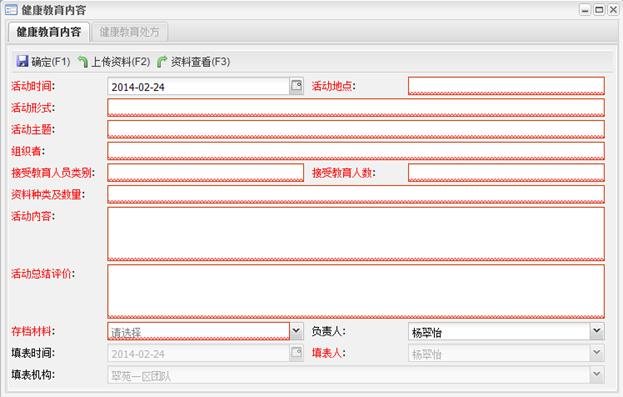 健康教育内容
健康教育内容 健康教育处方
确定(F1) 上传资料(F2) 资料查看(F3)
活动时间: 2014-02-24 活动地点:
活动形式:
活动主题:
组织者:
接受教育人员类别: 接受教育人数:
资料种类及数量:
活动内容:
活动总结评价:
存档材料: 请选择 负责人: 杨翠怡
填表时间: 2014-02-24 填表人: 杨翠怡
填表机构: 翠苑一区团队